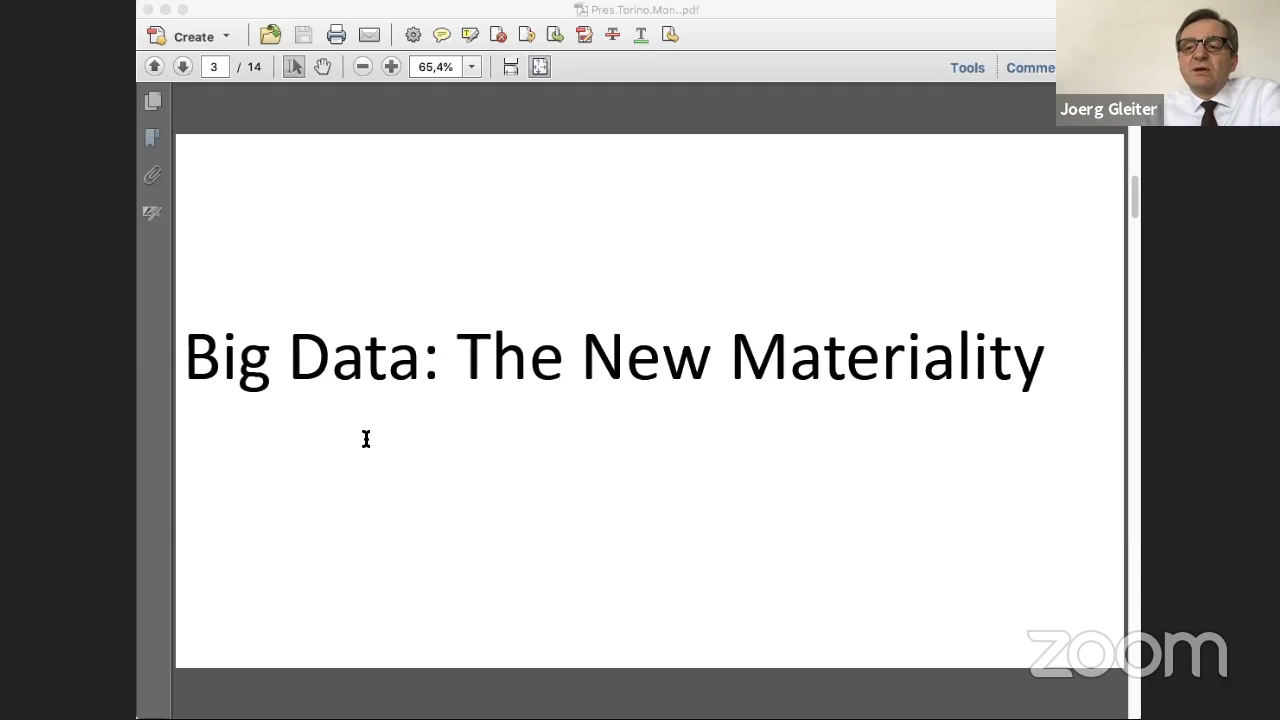 Pres.Torino.Mon..pdf
Create
3 / 14 65,4% Tools Comme
Joerg Gleiter
Big Data: The New Materiality
zoom